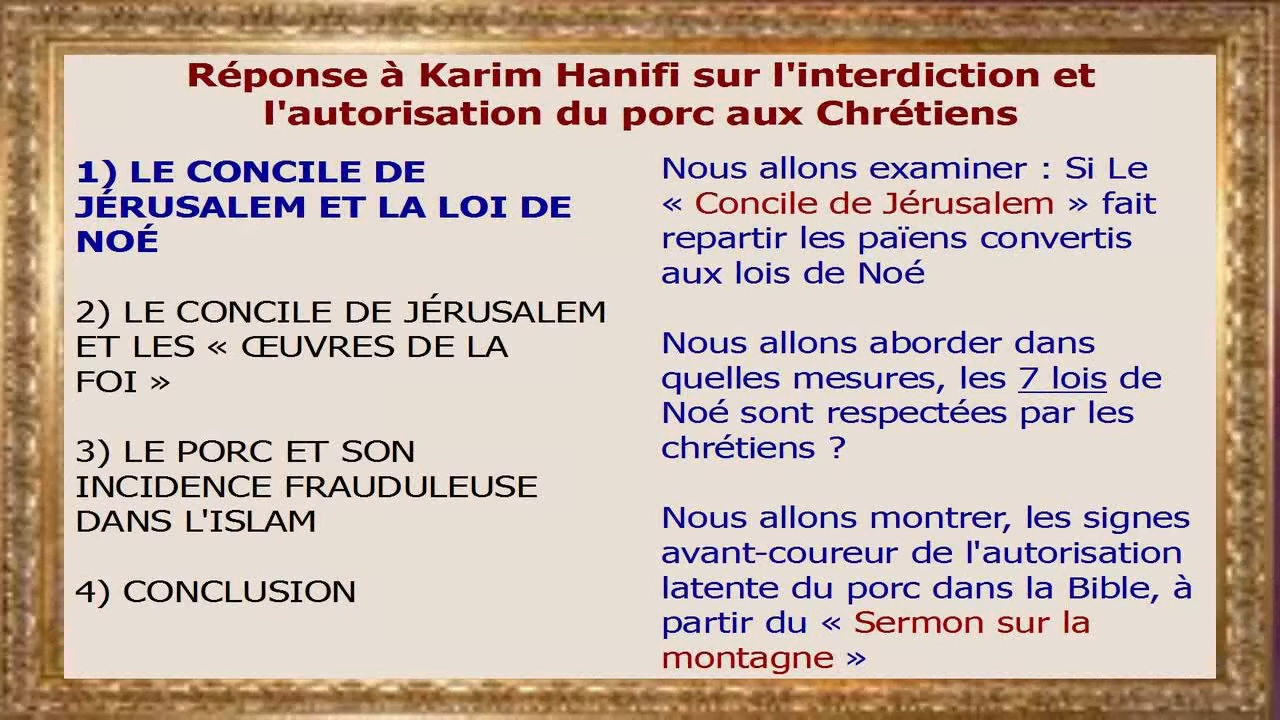 Réponse à Karim Hanifi sur l'interdiction et
l'autorisation du porc aux Chrétiens
1) LE CONCILE DE
JÉRUSALEM ET LA LOI DE
NOÉ
2) LE CONCILE DE JÉRUSALEM
ET LES « ŒUVRES DE LA
FOI »
3) LE PORC ET SON
INCIDENCE FRAUDULEUSE
DANS L'ISLAM
4) CONCLUSION
Nous allons examiner : Si Le
« Concile de Jérusalem » fait
repartir les païens convertis
aux lois de Noé
Nous allons aborder dans
quelles mesures, les 7 lois de
Noé sont respectées par les
chrétiens ?
Nous allons montrer, les signes
avant-coureur de l'autorisation
latente du porc dans la Bible, à
partir du « Sermon sur la
montagne »